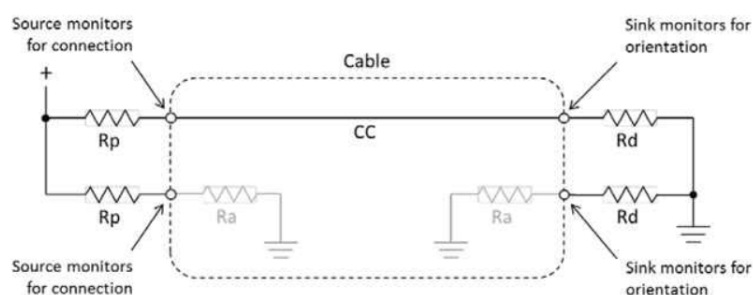 Source monitors
for connection
Sink monitors for
orientation
Cable
+
Rp
CC
Rd
Rp
Ra
Ra
Rd
Source monitors
for connection
Sink monitors for
orientation